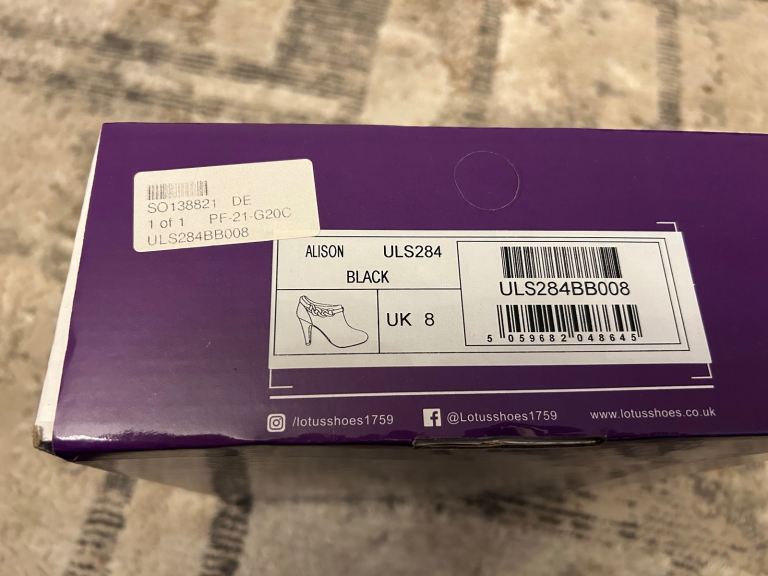 SO138821 DE
1 of 1 PF-21-G20C
ULS284BB008
ALISON ULS284
BLACK
UK 8
ULS284BB008
5 059682 048645
/lotusshoes1759 @Lotusshoes1759 www.lotusshoes.co.uk